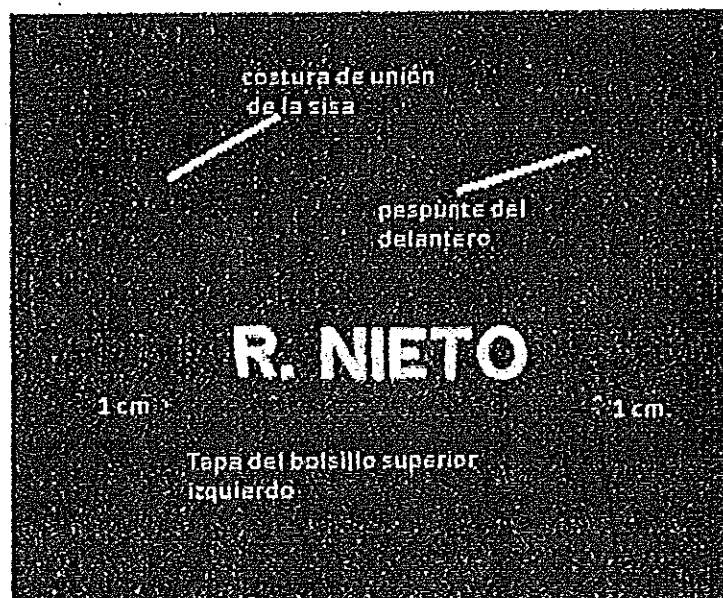 costura de unión
de la sisa
pespunte del
delantero
R. NIETO
1 cm
1 cm.
Tapa del bolsillo superior
izquierdo